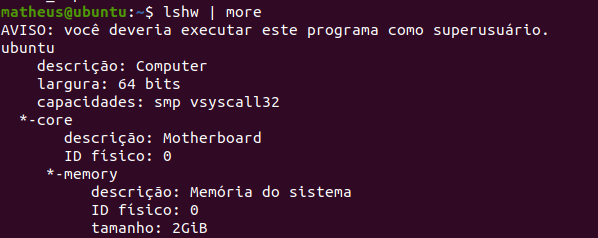 matheus@ubuntu:~$ lshw | more
AVISO: você deveria executar este programa como superusuário.
ubuntu
descrição: Computer
largura: 64 bits
capacidades: smp vsyscall32
*-core
descrição: Motherboard
ID físico: 0
*-memory
descrição: Memória do sistema
ID físico: 0
tamanho: 2GiB